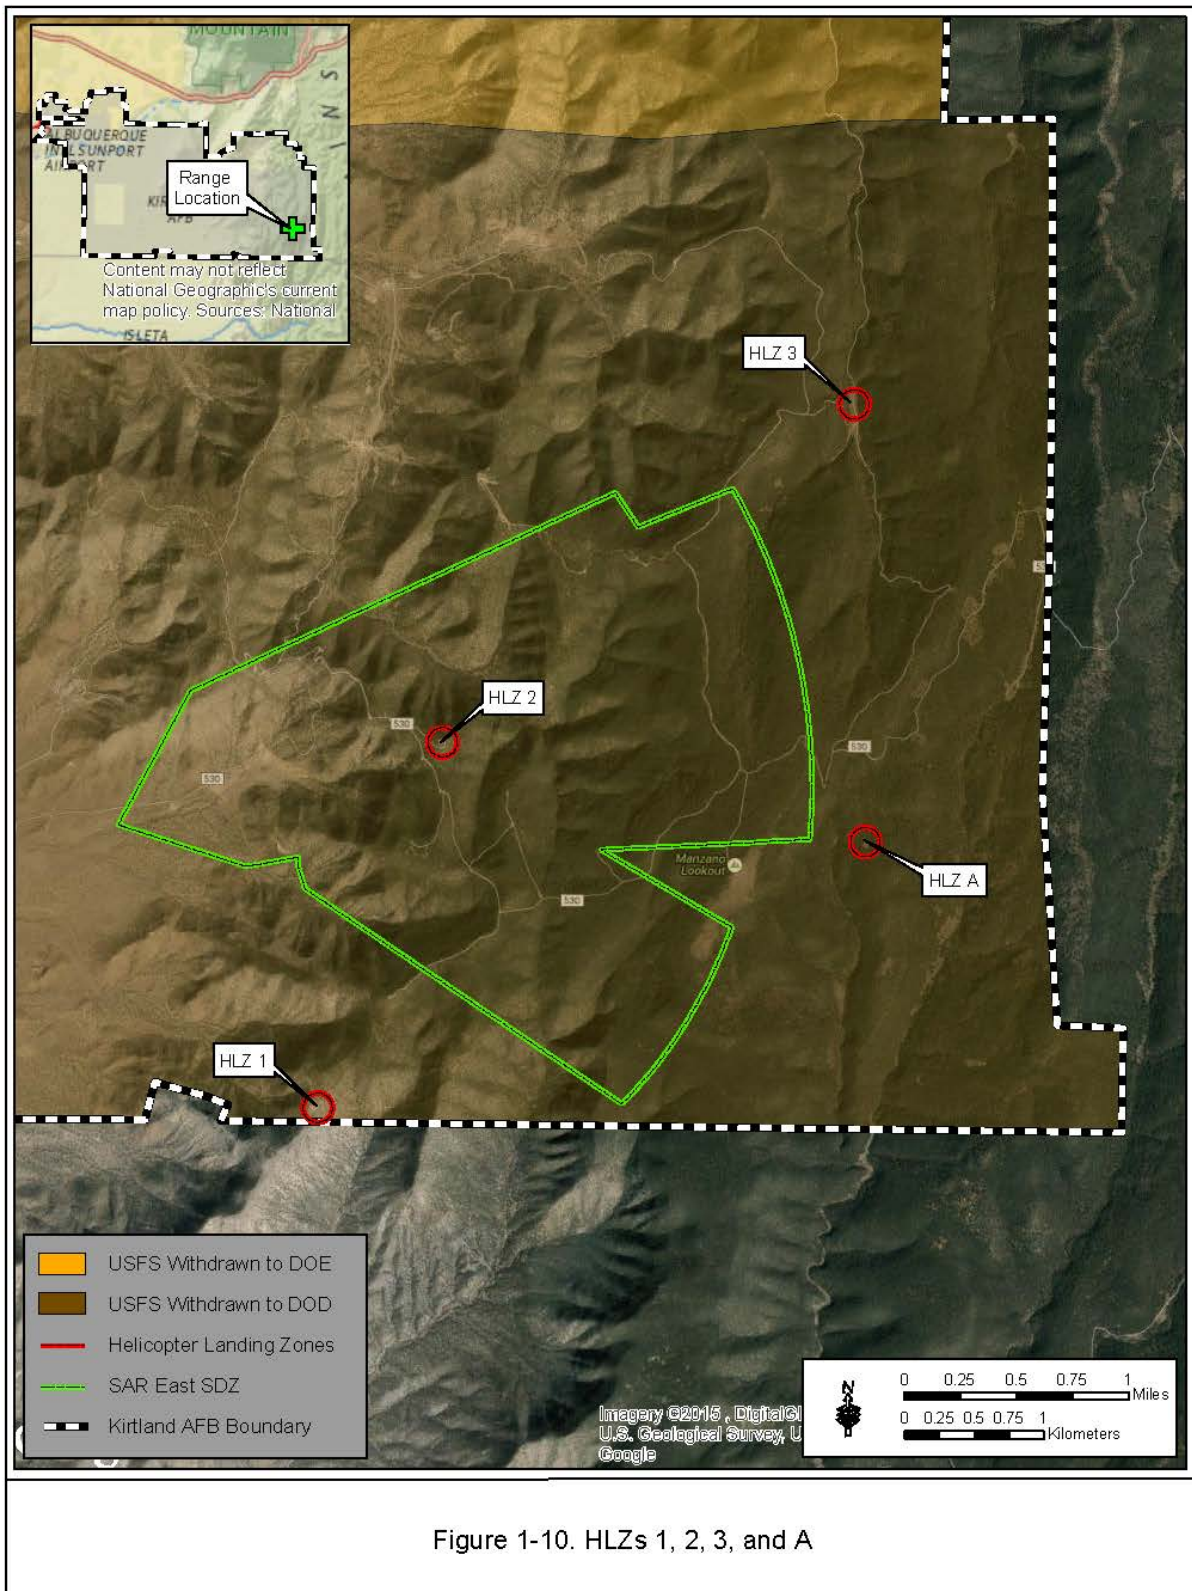 MOUNTAIN
ALBUQUERQUE
INTL SUNPORT
AIRPORT
Range
Location
AFB
Content may not reflect
National Geographic's current
map policy. Sources: National
ISLETA
HLZ 3
HLZ 2
530
530
530
Manzano
Lookout
530
HLZ A
HLZ 1
USFS Withdrawn to DOE
USFS Withdrawn to DOD
Helicopter Landing Zones
SAR East SDZ
Kirtland AFB Boundary
Imagery ©2015 , DigitalGl
U.S. Geological Survey, U
Google
N
0 0.25 0.5 0.75 1
Miles
0 0.25 0.5 0.75 1
Kilometers
Figure 1-10. HLZs 1, 2, 3, and A